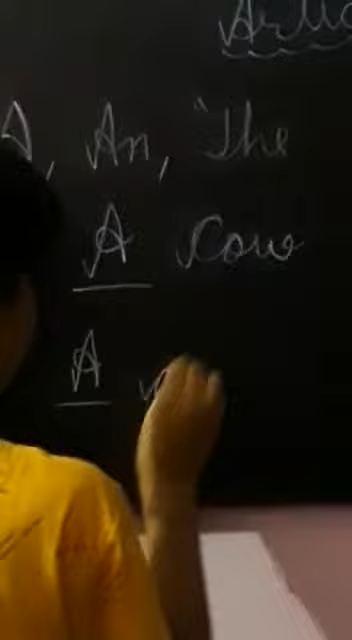 A, An, The
A Cow
A